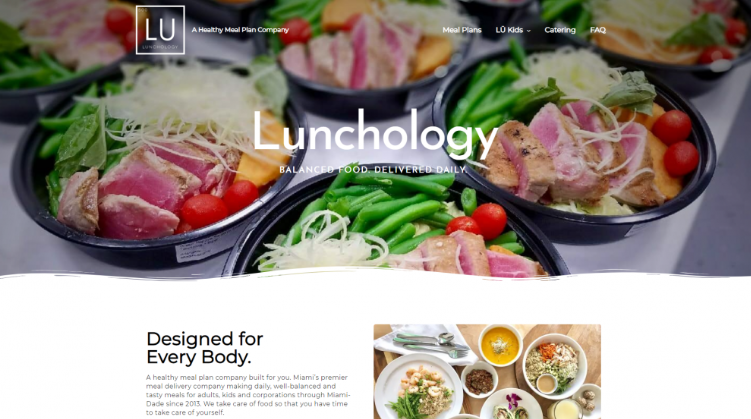 LU
LUNCHOLOGY
A Healthy Meal Plan Company
Meal Plans
LŪ Kids
Catering
FAQ
Lunchology
BALANCED FOOD. DELIVERED DAILY.
Designed for
Every Body.
A healthy meal plan company built for you. Miami's premier
meal delivery company making daily, well-balanced and
tasty meals for adults, kids and corporations through Miami-
Dade since 2013. We take care of food so that you have time
to take care of yourself.